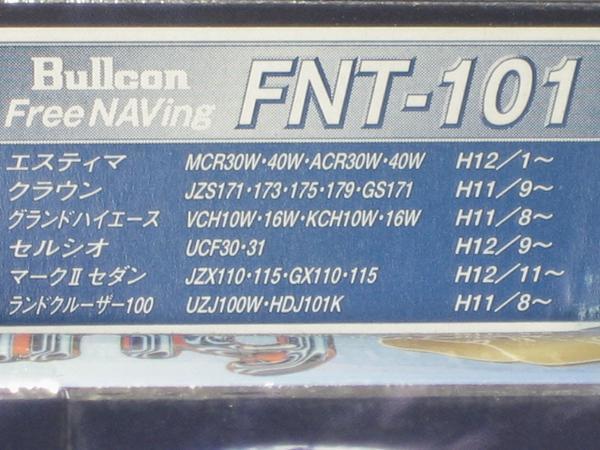 Bullcon
Free NAVing
FNT-101
エスティマ MCR30W・40W・ACR30W・40W H12/1～
クラウン JZS171・173・175・179・GS171 H11/9～
グランドハイエース VCH10W・16W・KCH10W・16W H11/8～
セルシオ UCF30・31 H12/9～
マークⅡセダン JZX110・115・GX110・115 H12/11～
ランドクルーザー100 UZJ100W・HDJ101K H11/8～